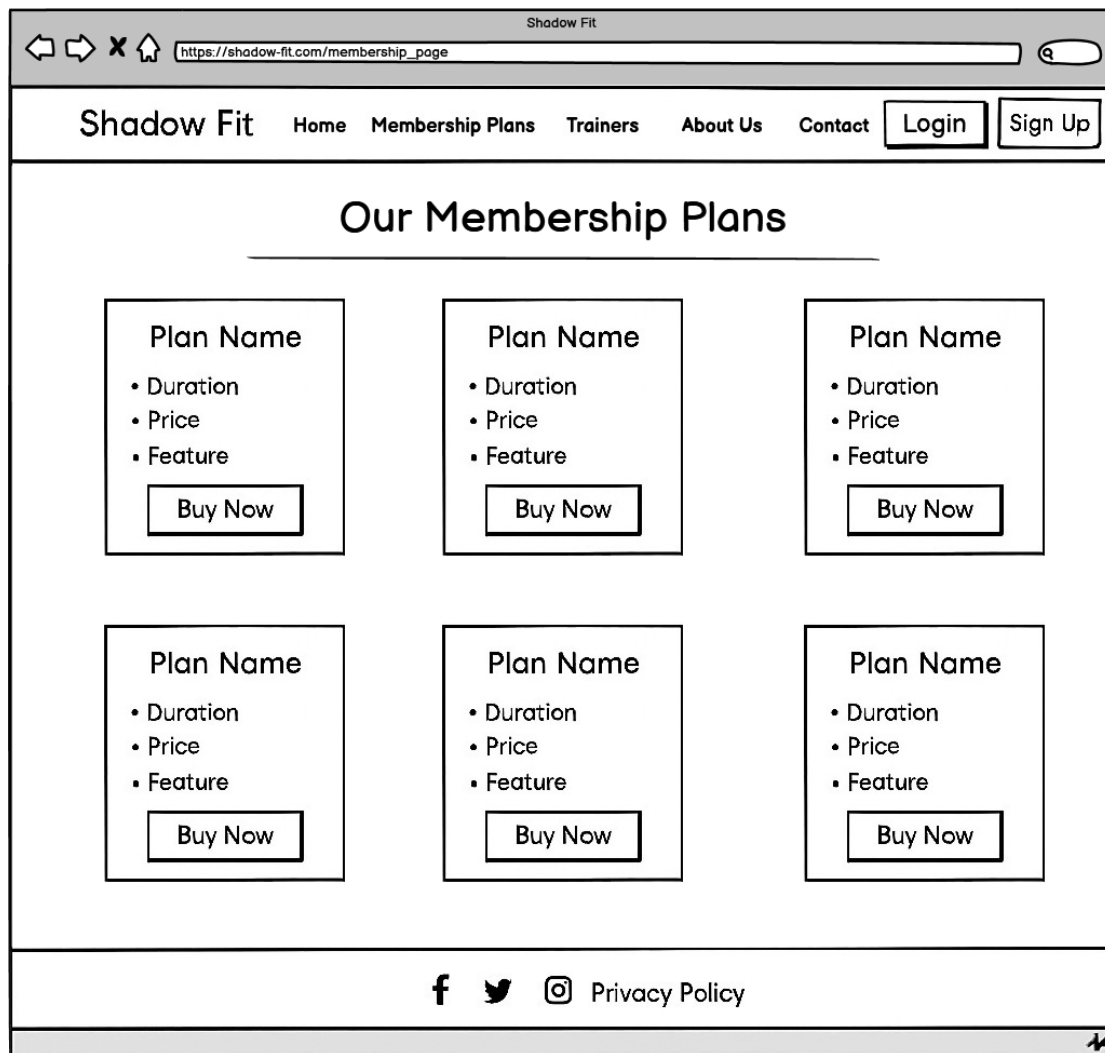 Shadow Fit
https://shadow-fit.com/membership_page
Shadow Fit Home Membership Plans Trainers About Us Contact Login Sign Up
Our Membership Plans
Plan Name Plan Name Plan Name
• Duration • Duration • Duration
• Price • Price • Price
• Feature • Feature • Feature
Buy Now Buy Now Buy Now
Plan Name Plan Name Plan Name
• Duration • Duration • Duration
• Price • Price • Price
• Feature • Feature • Feature
Buy Now Buy Now Buy Now
Privacy Policy